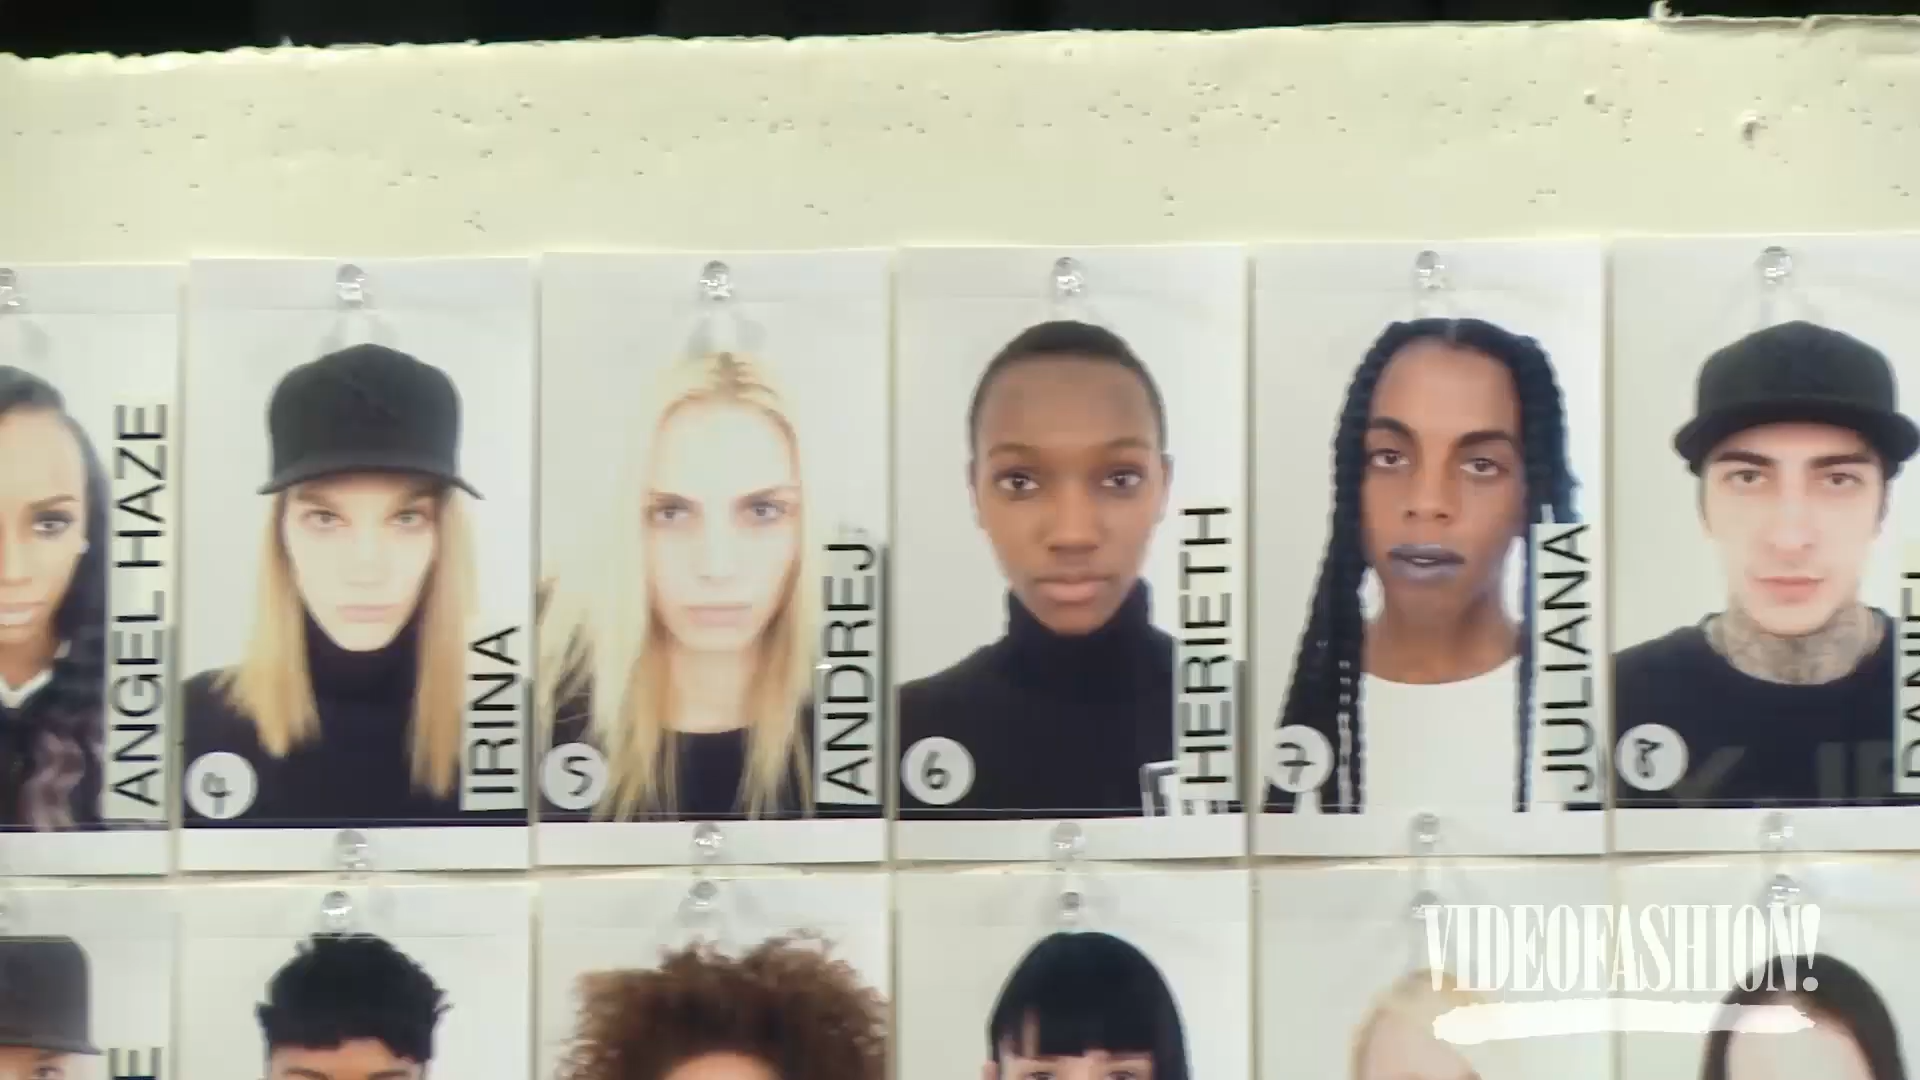 ANGEL HAZE
4
IRINA
5
ANDREJ
6
HERIETH
7
JULIANA
8
VIDEOFASHION!